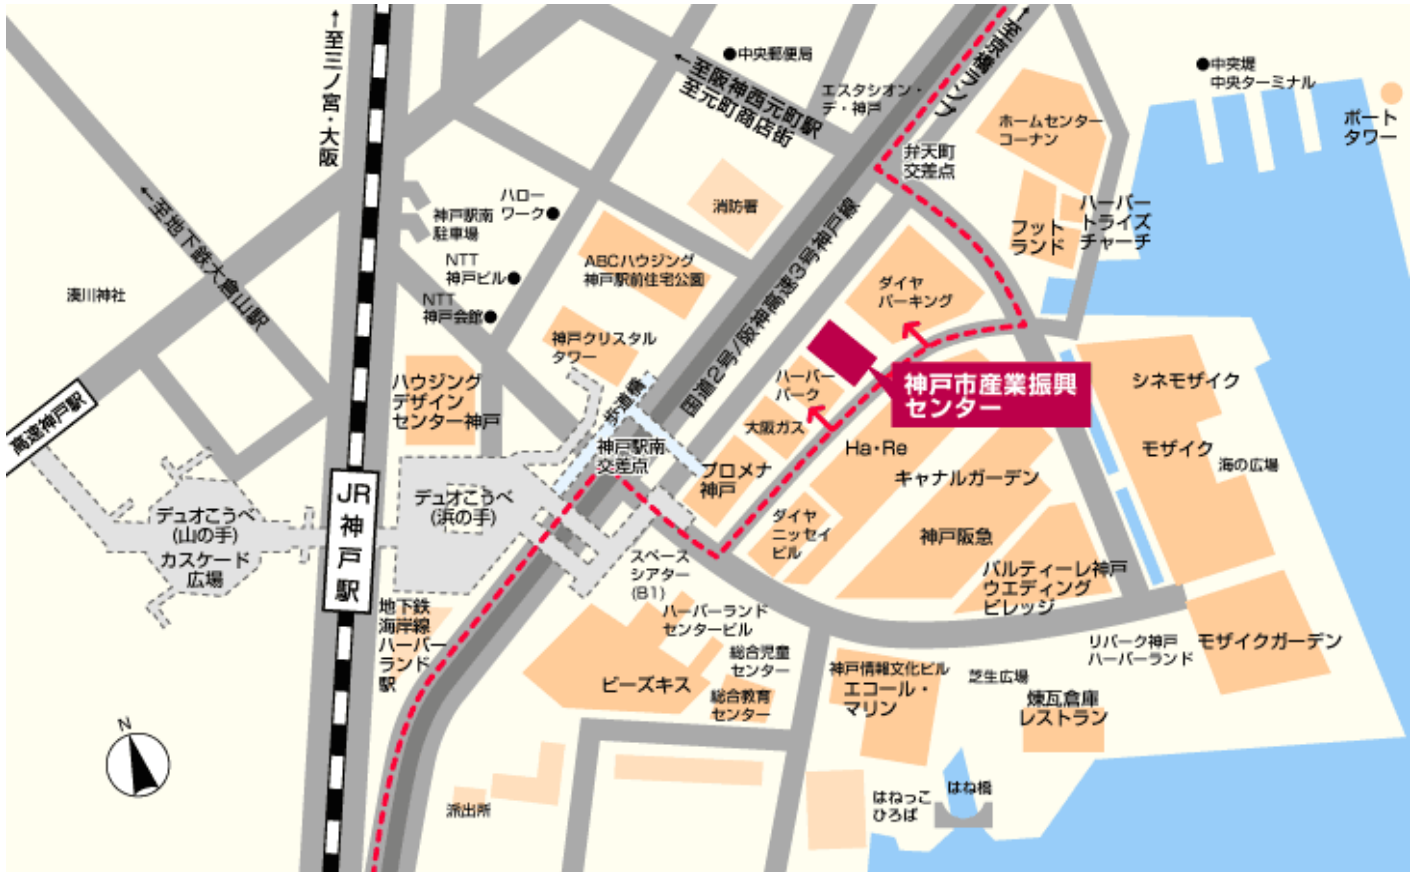 ←至三ノ宮・大阪
←至京橋ランプ
●中央郵便局
←至阪神西元町駅
至元町商店街
エスタシオン・
デ・神戸
●中突堤
中央ターミナル
ポート
タワー
ホームセンター
コーナン
弁天町
交差点
←至地下鉄大倉山駅
ハロー
ワーク●
神戸駅南
駐車場
消防署
ハーバー
トライズ
チャーチ
フット
ランド
NTT
神戸ビル●
ABCハウジング
神戸駅前住宅公園
国道2号/阪神高速3号神戸線
ダイヤ
パーキング
湊川神社
NTT
神戸会館●
神戸クリスタル
タワー
ハウジング
デザイン
センター神戸
歩道橋
ハーバー
パーク
神戸市産業振興
センター
シネモザイク
高速神戸駅
大阪ガス
神戸駅南
交差点
プロメナ
神戸
Ha・Re
キャナルガーデン
モザイク
海の広場
JR神戸駅
デュオこうべ
(浜の手)
デュオこうべ
(山の手)
カスケード
広場
ダイヤ
ニッセイ
ビル
神戸阪急
スペース
シアター
(B1)
パルティーレ神戸
ウエディング
ビレッジ
地下鉄
海岸線
ハーバー
ランド
駅
ハーバーランド
センタービル
総合児童
センター
ビーズキス
総合教育
センター
神戸情報文化ビル
エコール・
マリン
芝生広場
リパーク神戸
ハーバーランド
モザイクガーデン
煉瓦倉庫
レストラン
N
派出所
はねっこ
ひろば
はね橋